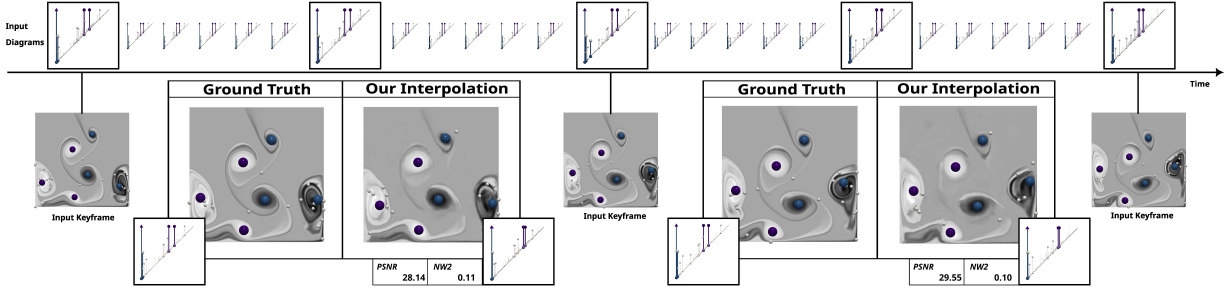 Input
Diagrams
Time
Ground Truth
Our Interpolation
Ground Truth
Our Interpolation
Input Keyframe
Input Keyframe
Input Keyframe
PSNR NW2
28.14 0.11
PSNR NW2
29.55 0.10